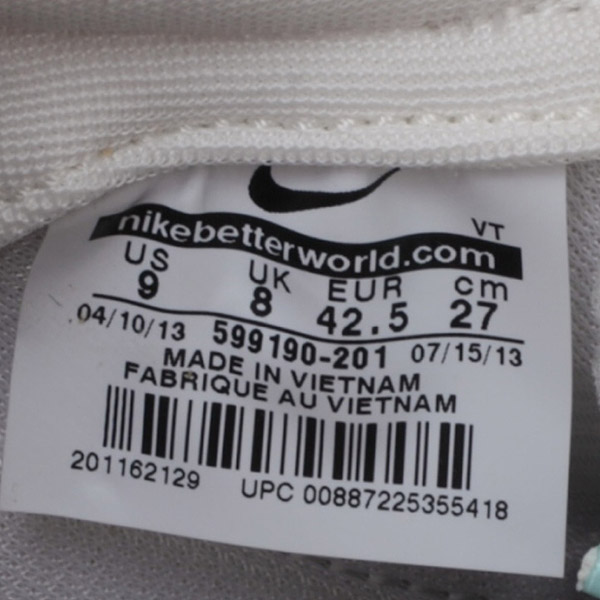 VT
nikebetterworld.com
US UK EUR cm
9 8 42.5 27
04/10/13 599190-201 07/15/13
MADE IN VIETNAM
FABRIQUE AU VIETNAM
201162129 UPC 00887225355418